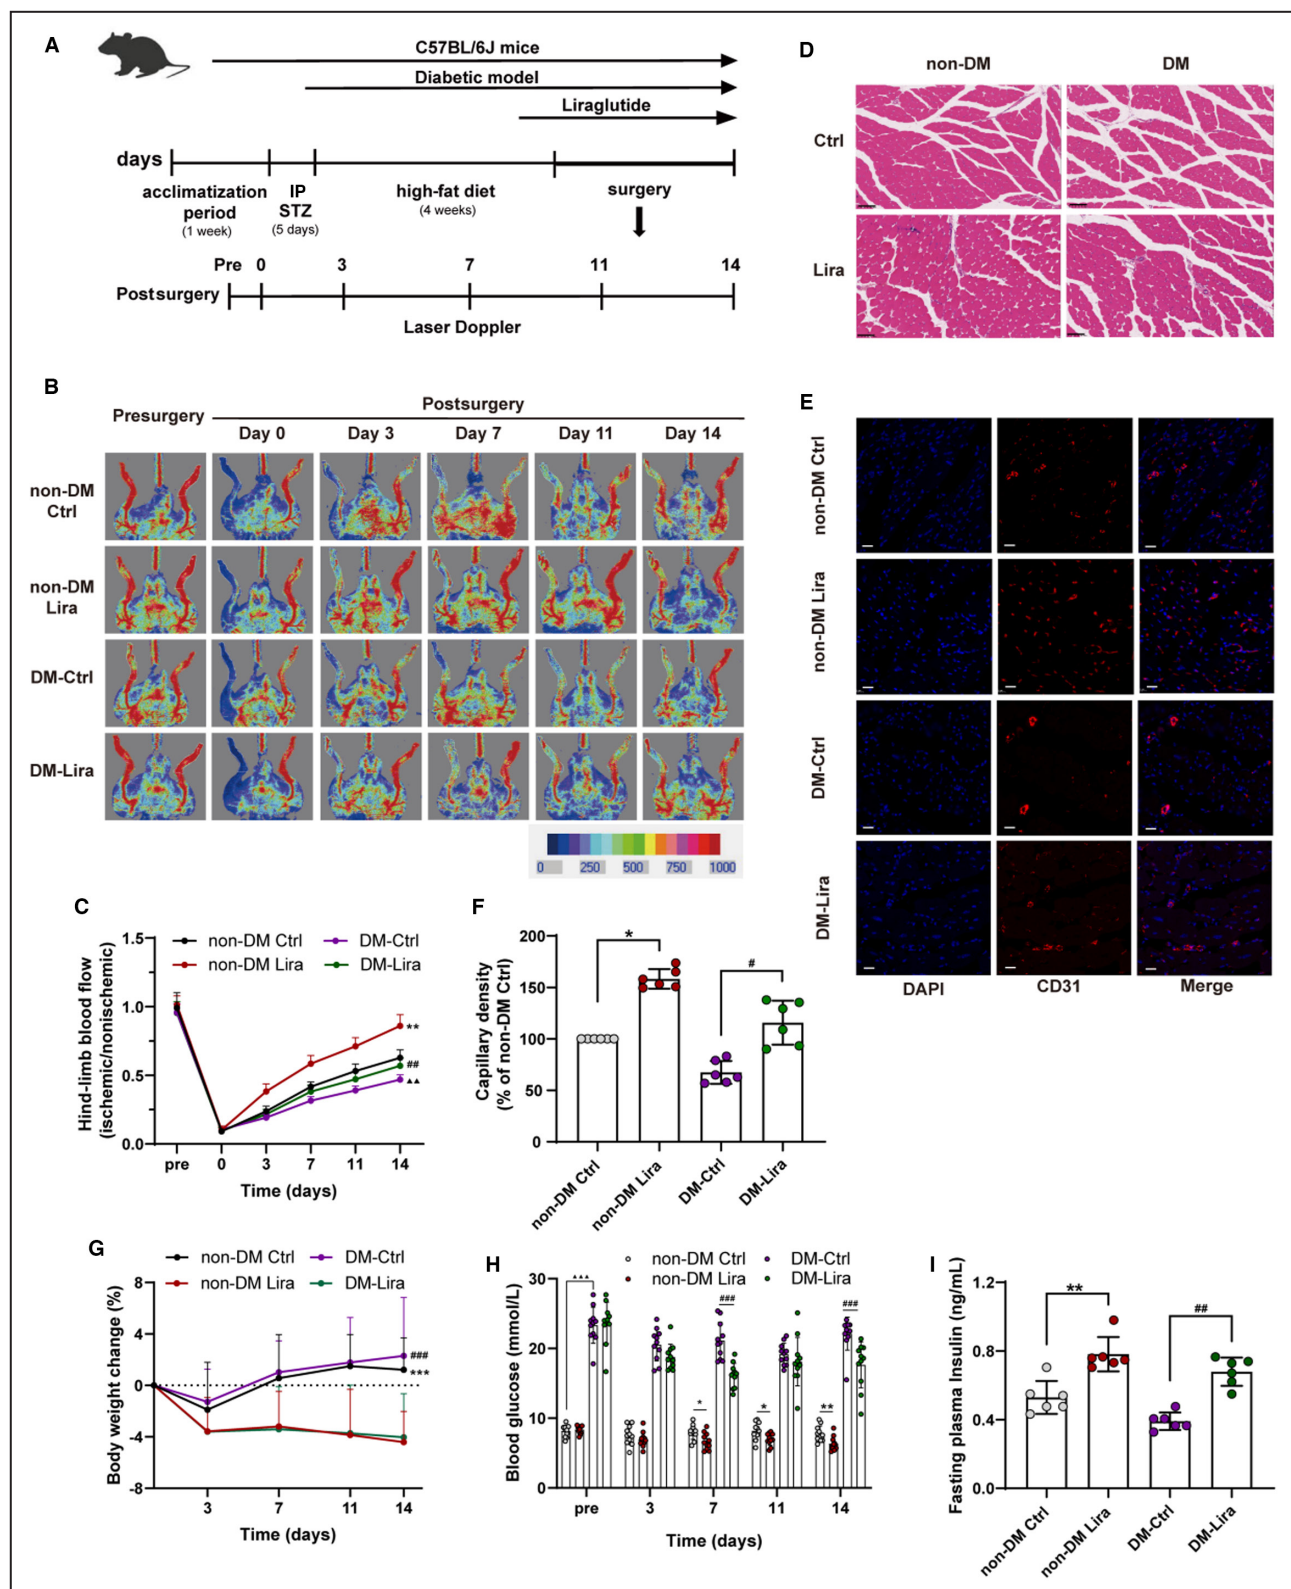 A
C57BL/6J mice
Diabetic model
Liraglutide
days
acclimatization
period
(1 week)
IP
STZ
(5 days)
high-fat diet
(4 weeks)
surgery
Pre 0 3 7 11 14
Postsurgery
Laser Doppler
B
Presurgery
Postsurgery
Day 0 Day 3 Day 7 Day 11 Day 14
non-DM
Ctrl
non-DM
Lira
DM-Ctrl
DM-Lira
0 250 500 750 1000
C
non-DM Ctrl
DM-Ctrl
non-DM Lira
DM-Lira
Hind-limb blood flow
(ischemic/nonischemic)
1.5
1.0
0.5
0.0
**
##
▲▲
pre 0 3 7 11 14
Time (days)
D
non-DM DM
Ctrl
Lira
E
non-DM Ctrl
non-DM Lira
DM-Ctrl
DM-Lira
DAPI CD31 Merge
F
Capillary density
(% of non-DM Ctrl)
200
150
100
50
0
*
#
non-DM Ctrl
non-DM Lira
DM-Ctrl
DM-Lira
G
non-DM Ctrl
DM-Ctrl
non-DM Lira
DM-Lira
Body weight change (%)
8
4
0
-4
-8
###
***
3 7 11 14
Time (days)
H
non-DM Ctrl
DM-Ctrl
non-DM Lira
DM-Lira
Blood glucose (mmol/L)
30
20
10
0
▲▲▲
###
###
*
*
**
pre 3 7 11 14
Time (days)
I
Fasting plasma Insulin (ng/mL)
1.2
0.8
0.4
0.0
**
##
non-DM Ctrl
non-DM Lira
DM-Ctrl
DM-Lira